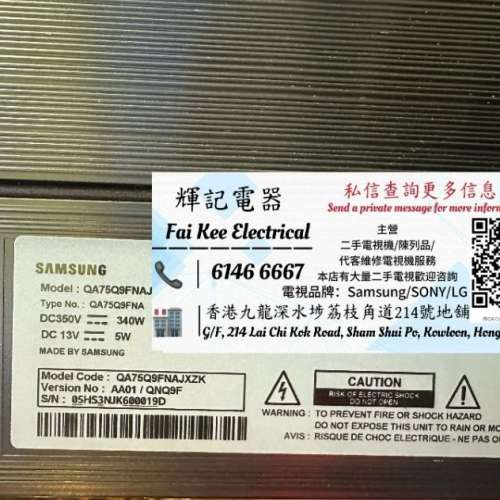 輝記電器
Fai Kee Electrical
6146 6667
私信查詢更多信息
Send a private message for more inform
主營
二手電視機/陳列品/
代客維修電視機服務
本店有大量二手電視歡迎咨詢
電視品牌：Samsung/SONY/LG
香港九龍深水埗荔枝角道214號地舖
G/F, 214 Lai Chi Kok Road, Sham Shui Po, Kowloon, Hong
SAMSUNG
Model : QA75Q9FNAJ
Type No. : QA75Q9FNA
DC350V 340W
DC 13V 5W
MADE BY SAMSUNG
Model Code : QA75Q9FNAJXZK
Version No : AA01 / QNQ9F
S/N : 05HS3NJK600019D
CAUTION
RISK OF ELECTRIC SHOCK
DO NOT OPEN
WARNING : TO PREVENT FIRE OR SHOCK HAZARD
DO NOT EXPOSE THIS UNIT TO RAIN OR M
AVIS : RISQUE DE CHOC ELECTRIQUE - NE PAS OU